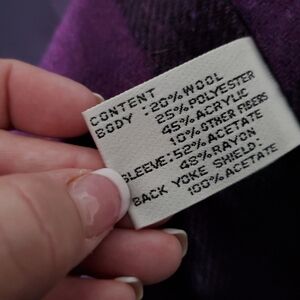 CONTENT
BODY :20%WOOL
25%POLYESTER
45%ACRYLIC
10%OTHER FIBERS
SLEEVE:52%ACETATE
48%RAYON
BACK YOKE SHIELD:
100%ACETATE